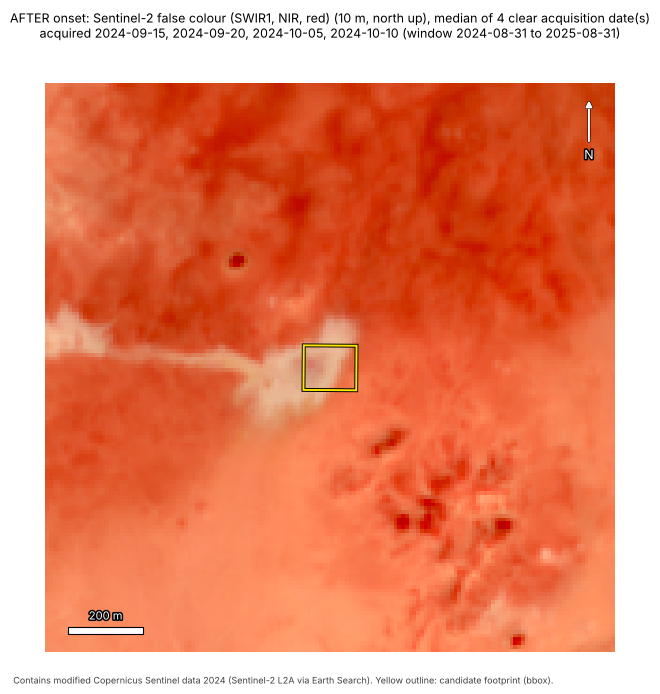 AFTER onset: Sentinel-2 false colour (SWIR1, NIR, red) (10 m, north up), median of 4 clear acquisition date(s)
acquired 2024-09-15, 2024-09-20, 2024-10-05, 2024-10-10 (window 2024-08-31 to 2025-08-31)
N
200 m
Contains modified Copernicus Sentinel data 2024 (Sentinel-2 L2A via Earth Search). Yellow outline: candidate footprint (bbox).